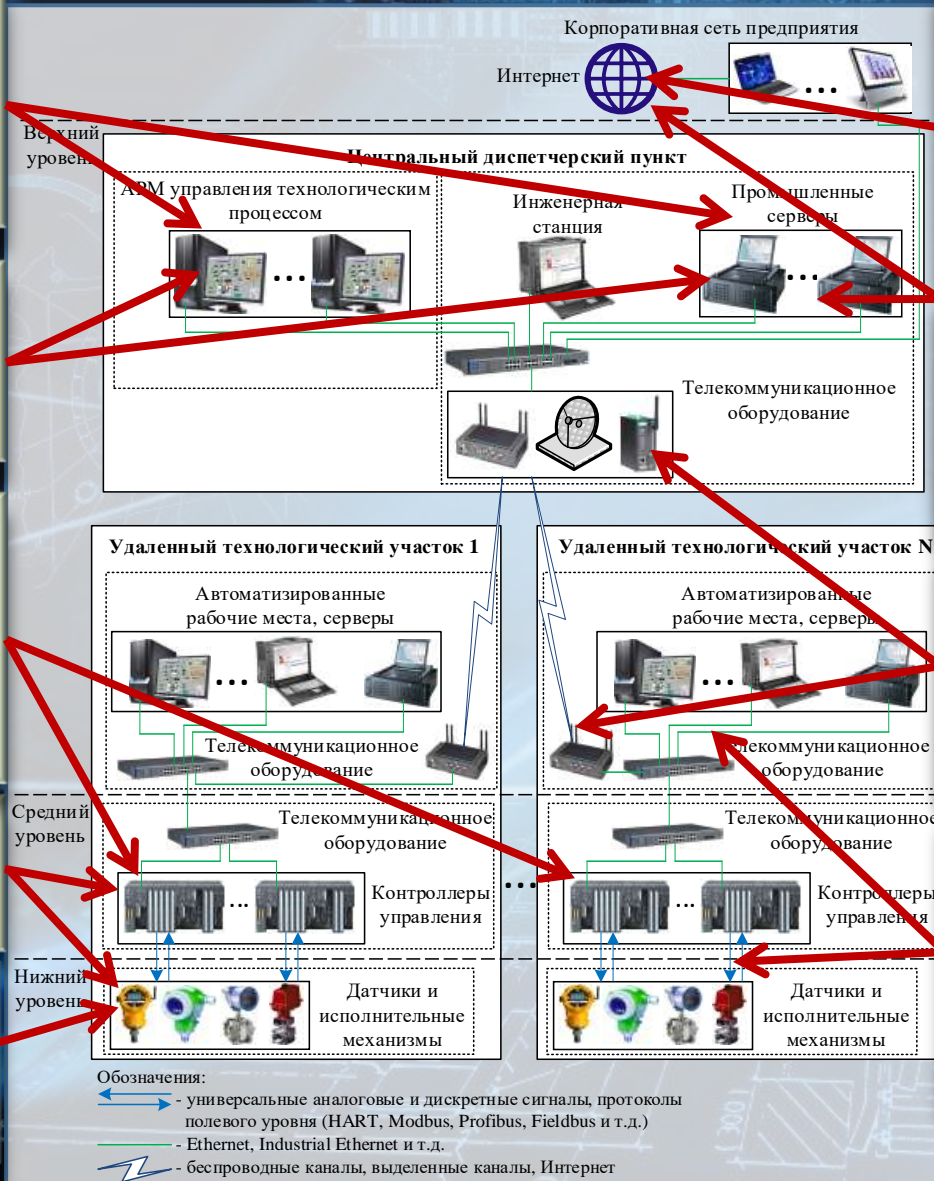 Корпоративная сеть предприятия
Интернет
Верхний
уровень
Центральный диспетчерский пункт
АРМ управления технологическим
процессом
Инженерная
станция
Промышленные
серверы
Телекоммуникационное
оборудование
Удаленный технологический участок 1
Автоматизированные
рабочие места, серверы
Телекоммуникационное
оборудование
Удаленный технологический участок N
Автоматизированные
рабочие места, серверы
Телекоммуникационное
оборудование
Средний
уровень
Телекоммуникационное
оборудование
Контроллеры
управления
Телекоммуникационное
оборудование
Контроллеры
управления
Нижний
уровень
Датчики и
исполнительные
механизмы
Датчики и
исполнительные
механизмы
Обозначения:
- универсальные аналоговые и дискретные сигналы, протоколы
полевого уровня (HART, Modbus, Profibus, Fieldbus и т.д.)
- Ethernet, Industrial Ethernet и т.д.
- беспроводные каналы, выделенные каналы, Интернет